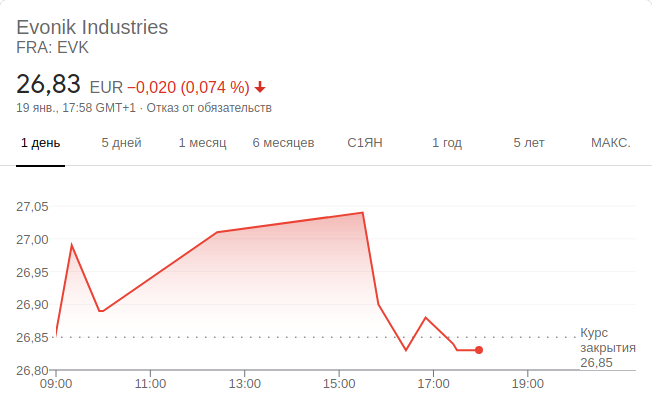 Evonik Industries
FRA: EVK
26,83 EUR −0,020 (0,074 %)
19 янв., 17:58 GMT+1 · Отказ от обязательств
1 день 5 дней 1 месяц 6 месяцев С1ЯН 1 год 5 лет МАКС.
27,05
27,00
26,95
26,90
26,85
26,80
Курс
закрытия
26,85
09:00 11:00 13:00 15:00 17:00 19:00